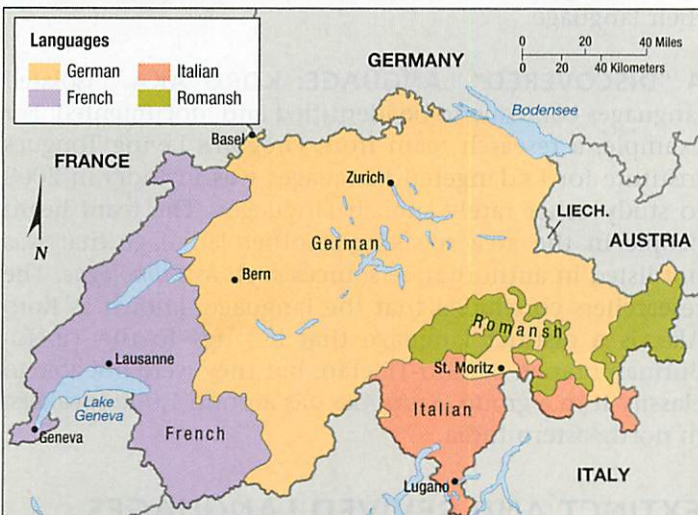 Languages
German
Italian
French
Romansh
0 20 40 Miles
0 20 40 Kilometers
GERMANY
Bodensee
Basel
FRANCE
Zurich
LIECH.
AUSTRIA
N
German
Bern
Romansh
Lausanne
St. Moritz
Lake
Geneva
Italian
Geneva
French
ITALY
Lugano